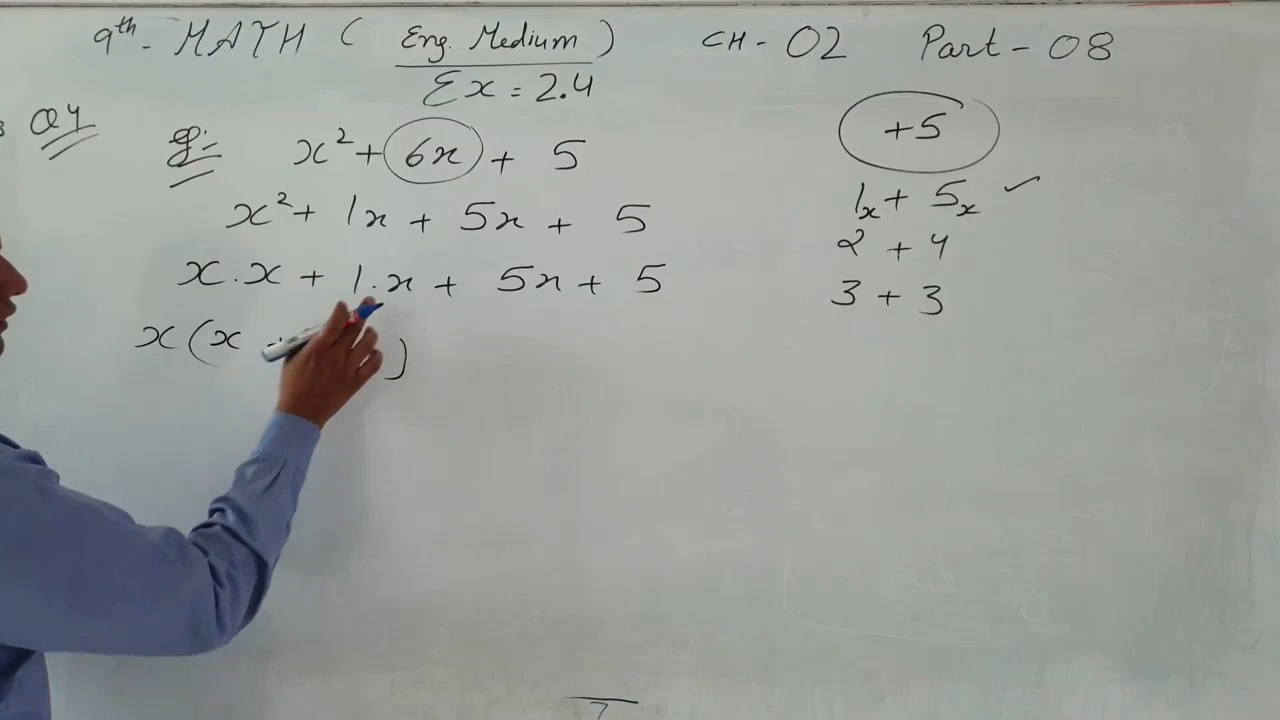 9th - MATH ( Eng. Medium ) CH - 02 Part - 08
Ex = 2.4
Q4
+5
x² + 6x + 5
1x + 5x ✓
x² + 1x + 5x + 5
2 + 4
x.x + 1.x + 5x + 5
3 + 3
x(x )